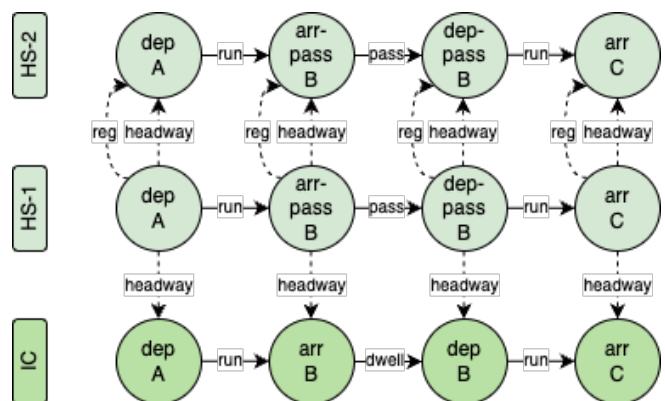 HS-2
dep
A
run
arr-
pass
B
pass
dep-
pass
B
run
arr
C
reg
headway
reg
headway
reg
headway
reg
headway
HS-1
dep
A
run
arr-
pass
B
pass
dep-
pass
B
run
arr
C
headway
headway
headway
headway
IC
dep
A
run
arr
B
dwell
dep
B
run
arr
C